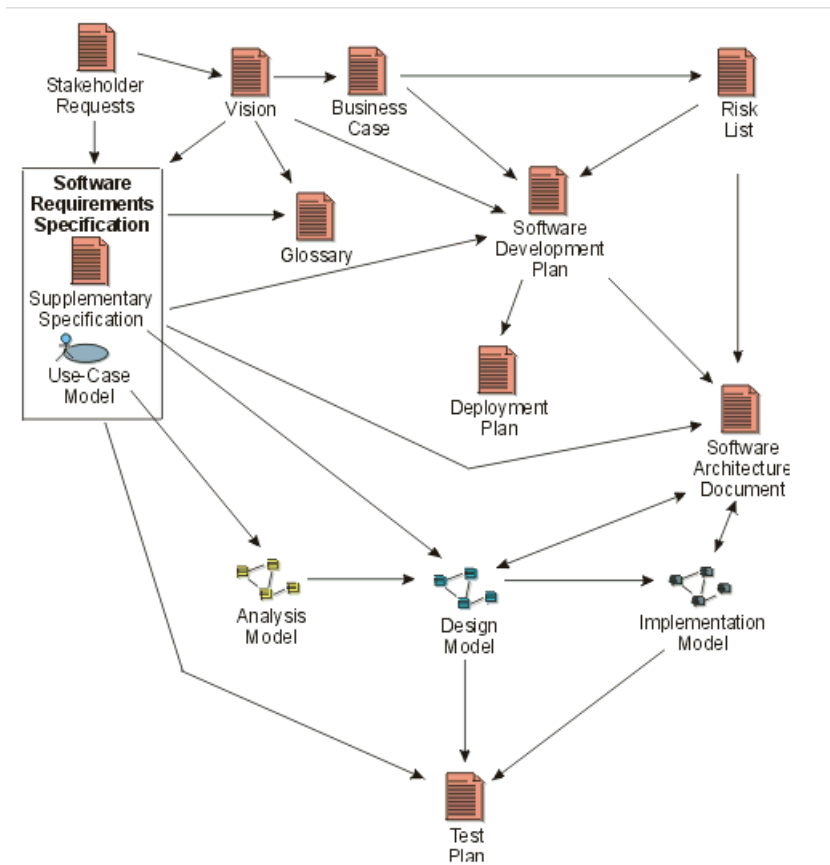 Stakeholder
Requests
Vision
Business
Case
Risk
List
Software
Requirements
Specification
Supplementary
Specification
Use-Case
Model
Glossary
Software
Development
Plan
Deployment
Plan
Software
Architecture
Document
Analysis
Model
Design
Model
Implementation
Model
Test
Plan